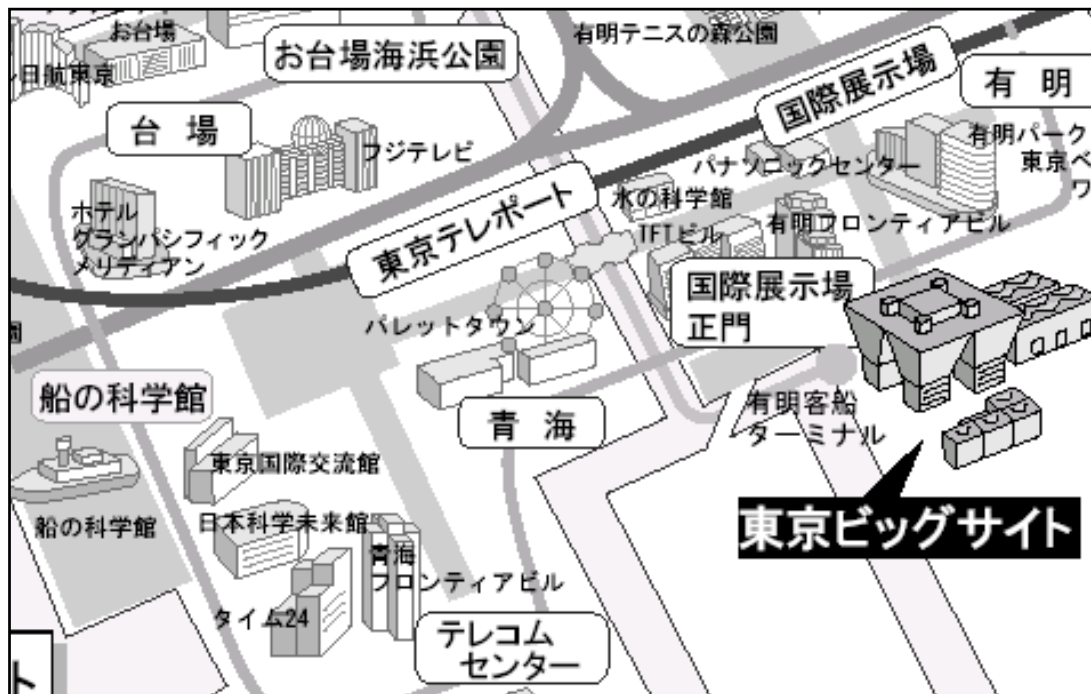 お台場
お台場海浜公園
有明テニスの森公園
国際展示場
有明
日航東京
台場
フジテレビ
パナソニックセンター
有明パーク
東京ベ
ワ
ホテル
グランパシフィック
メリディアン
東京テレポート
水の科学館
TFTビル
有明フロンティアビル
国際展示場
正門
パレットタウン
園
船の科学館
青海
有明客船
ターミナル
東京国際交流館
船の科学館
日本科学未来館
東京ビッグサイト
青海
フロンティアビル
タイム24
テレコム
センター
ト